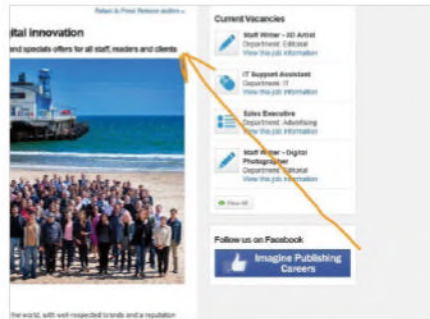 Return to Press Release archive »
ital innovation
and specials offers for all staff, readers and clients
the world, with well-respected brands and a reputation
Current Vacancies
Staff Writer - 3D Artist
Department: Editorial
View this job information
IT Support Assistant
Department: IT
View this job information
Sales Executive
Department: Advertising
View this job information
Staff Writer - Digital
Photographer
Department: Editorial
View this job information
View All
Follow us on Facebook
Imagine Publishing
Careers